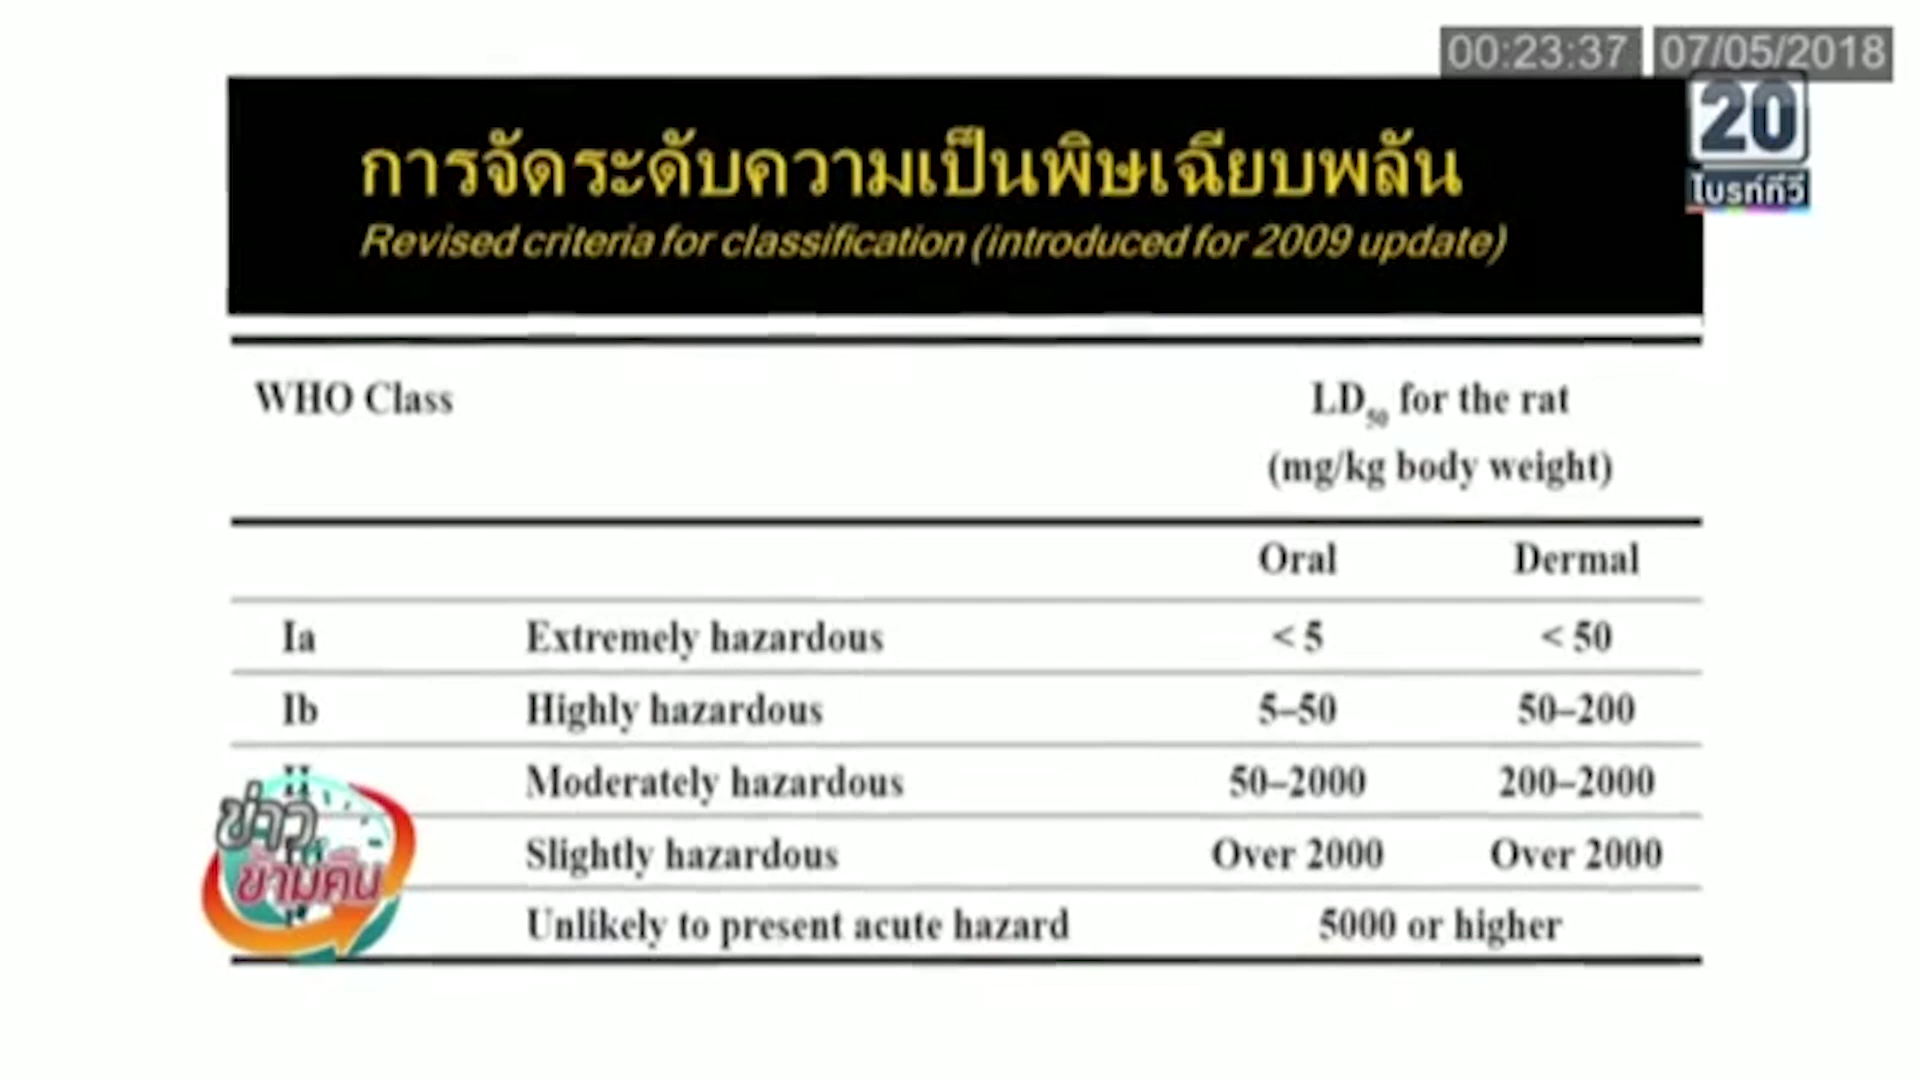 00:23:37 07/05/2018
20
ไบรท์ทีวี
การจัดระดับความเป็นพิษเฉียบพลัน
Revised criteria for classification (introduced for 2009 update)
WHO Class LD50 for the rat
(mg/kg body weight)
Oral Dermal
Ia Extremely hazardous < 5 < 50
Ib Highly hazardous 5–50 50–200
Moderately hazardous 50–2000 200–2000
Slightly hazardous Over 2000 Over 2000
Unlikely to present acute hazard 5000 or higher
ข่าว
ข้ามคืน